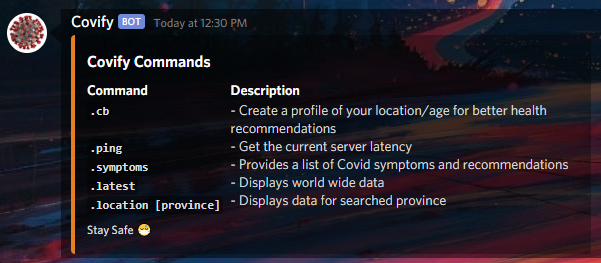 Covify BOT Today at 12:30 PM
Covify Commands
Command Description
.cb - Create a profile of your location/age for better health
recommendations
.ping - Get the current server latency
.symptoms - Provides a list of Covid symptoms and recommendations
.latest - Displays world wide data
.location [province] - Displays data for searched province
Stay Safe 😷